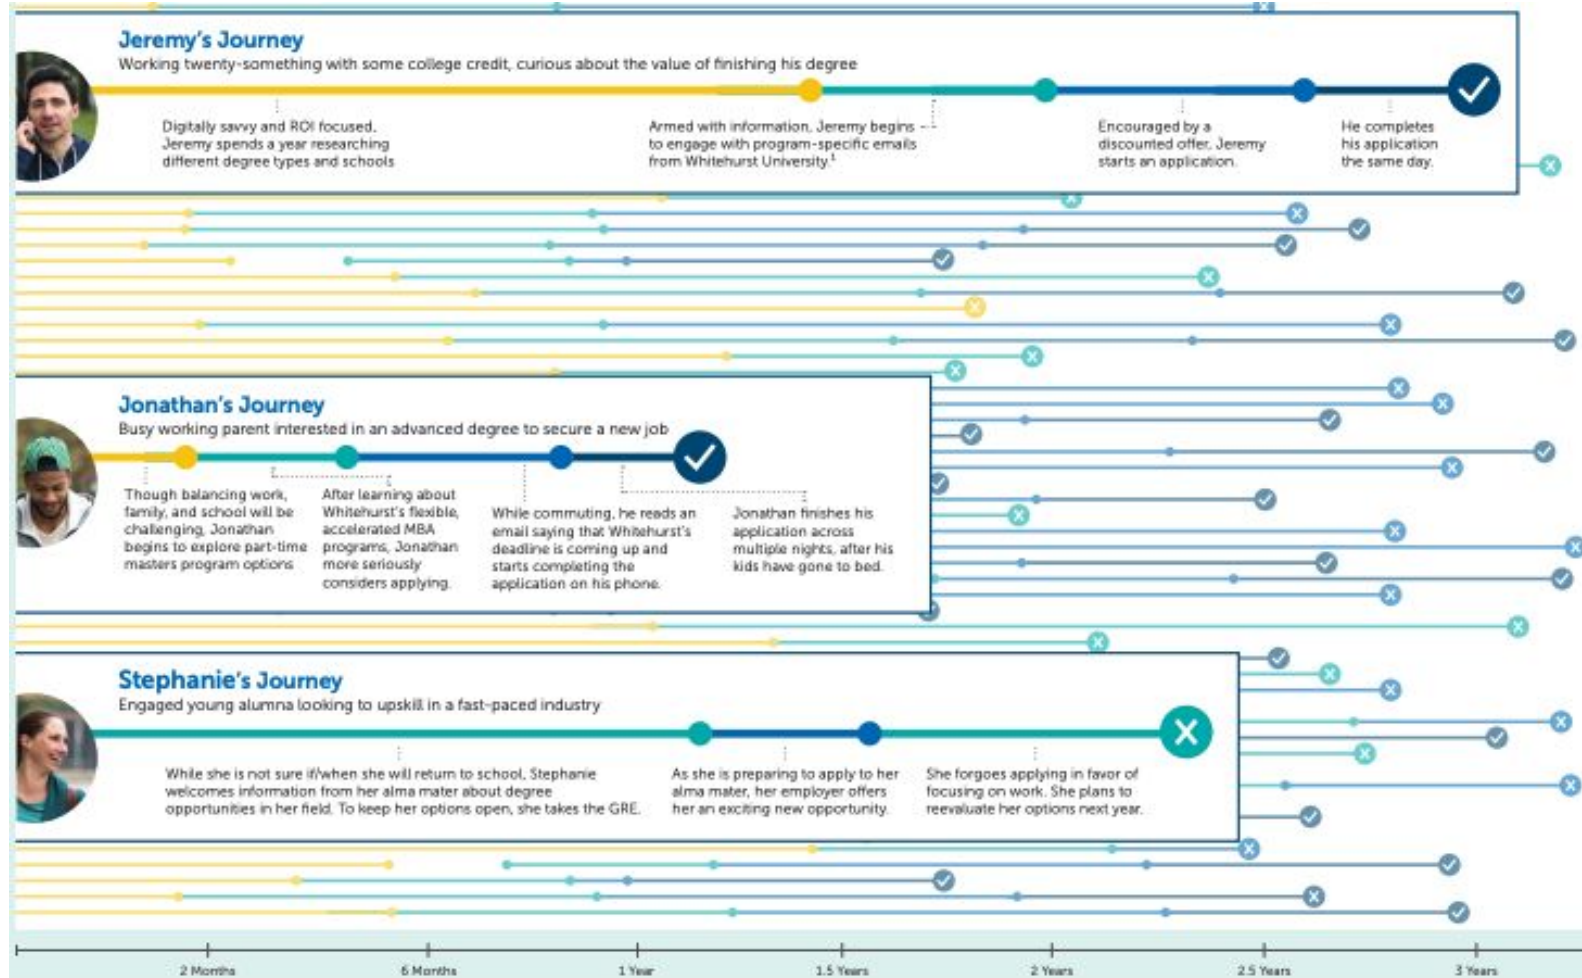 Jeremy's Journey
Working twenty-something with some college credit, curious about the value of finishing his degree
Digitally savvy and ROI focused,
Jeremy spends a year researching
different degree types and schools
Armed with information, Jeremy begins
to engage with program-specific emails
from Whitehurst University.¹
Encouraged by a
discounted offer, Jeremy
starts an application.
He completes
his application
the same day.
Jonathan's Journey
Busy working parent interested in an advanced degree to secure a new job
Though balancing work,
family, and school will be
challenging, Jonathan
begins to explore part-time
masters program options
After learning about
Whitehurst's flexible,
accelerated MBA
programs, Jonathan
more seriously
considers applying.
While commuting, he reads an
email saying that Whitehurst's
deadline is coming up and
starts completing the
application on his phone.
Jonathan finishes his
application across
multiple nights, after his
kids have gone to bed.
Stephanie's Journey
Engaged young alumna looking to upskill in a fast-paced industry
While she is not sure if/when she will return to school, Stephanie
welcomes information from her alma mater about degree
opportunities in her field. To keep her options open, she takes the GRE.
As she is preparing to apply to her
alma mater, her employer offers
her an exciting new opportunity.
She forgoes applying in favor of
focusing on work. She plans to
reevaluate her options next year.
2 Months
6 Months
1 Year
1.5 Years
2 Years
2.5 Years
3 Years